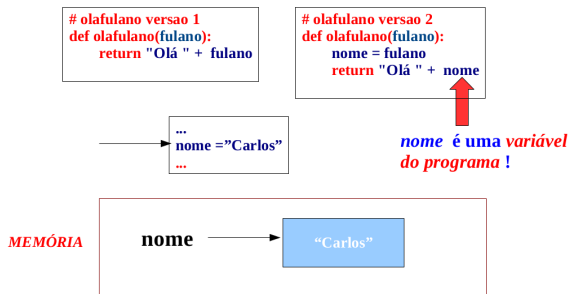 # olafulano versao 1
def olafulano(fulano):
return "Olá " + fulano
# olafulano versao 2
def olafulano(fulano):
nome = fulano
return "Olá " + nome
nome é uma variável
do programa !
...
nome =”Carlos”
...
MEMÓRIA
nome
“Carlos”